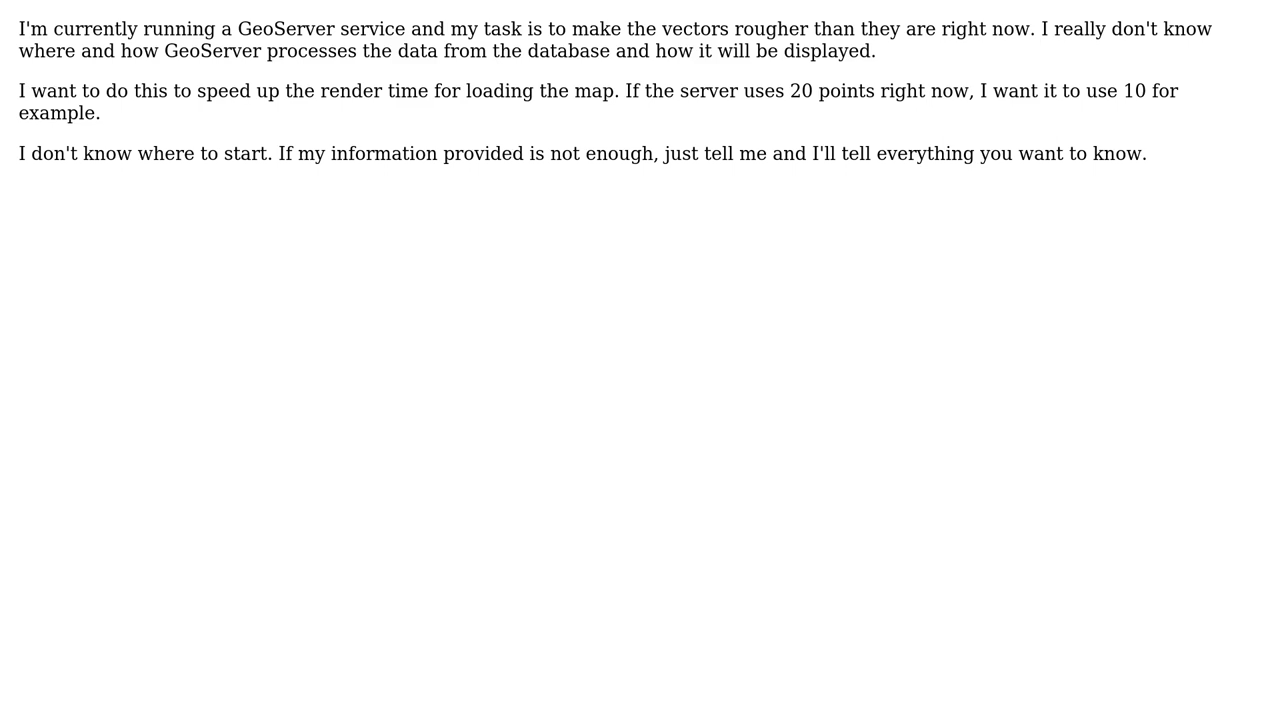 I'm currently running a GeoServer service and my task is to make the vectors rougher than they are right now. I really don't know
where and how GeoServer processes the data from the database and how it will be displayed.
I want to do this to speed up the render time for loading the map. If the server uses 20 points right now, I want it to use 10 for
example.
I don't know where to start. If my information provided is not enough, just tell me and I'll tell everything you want to know.